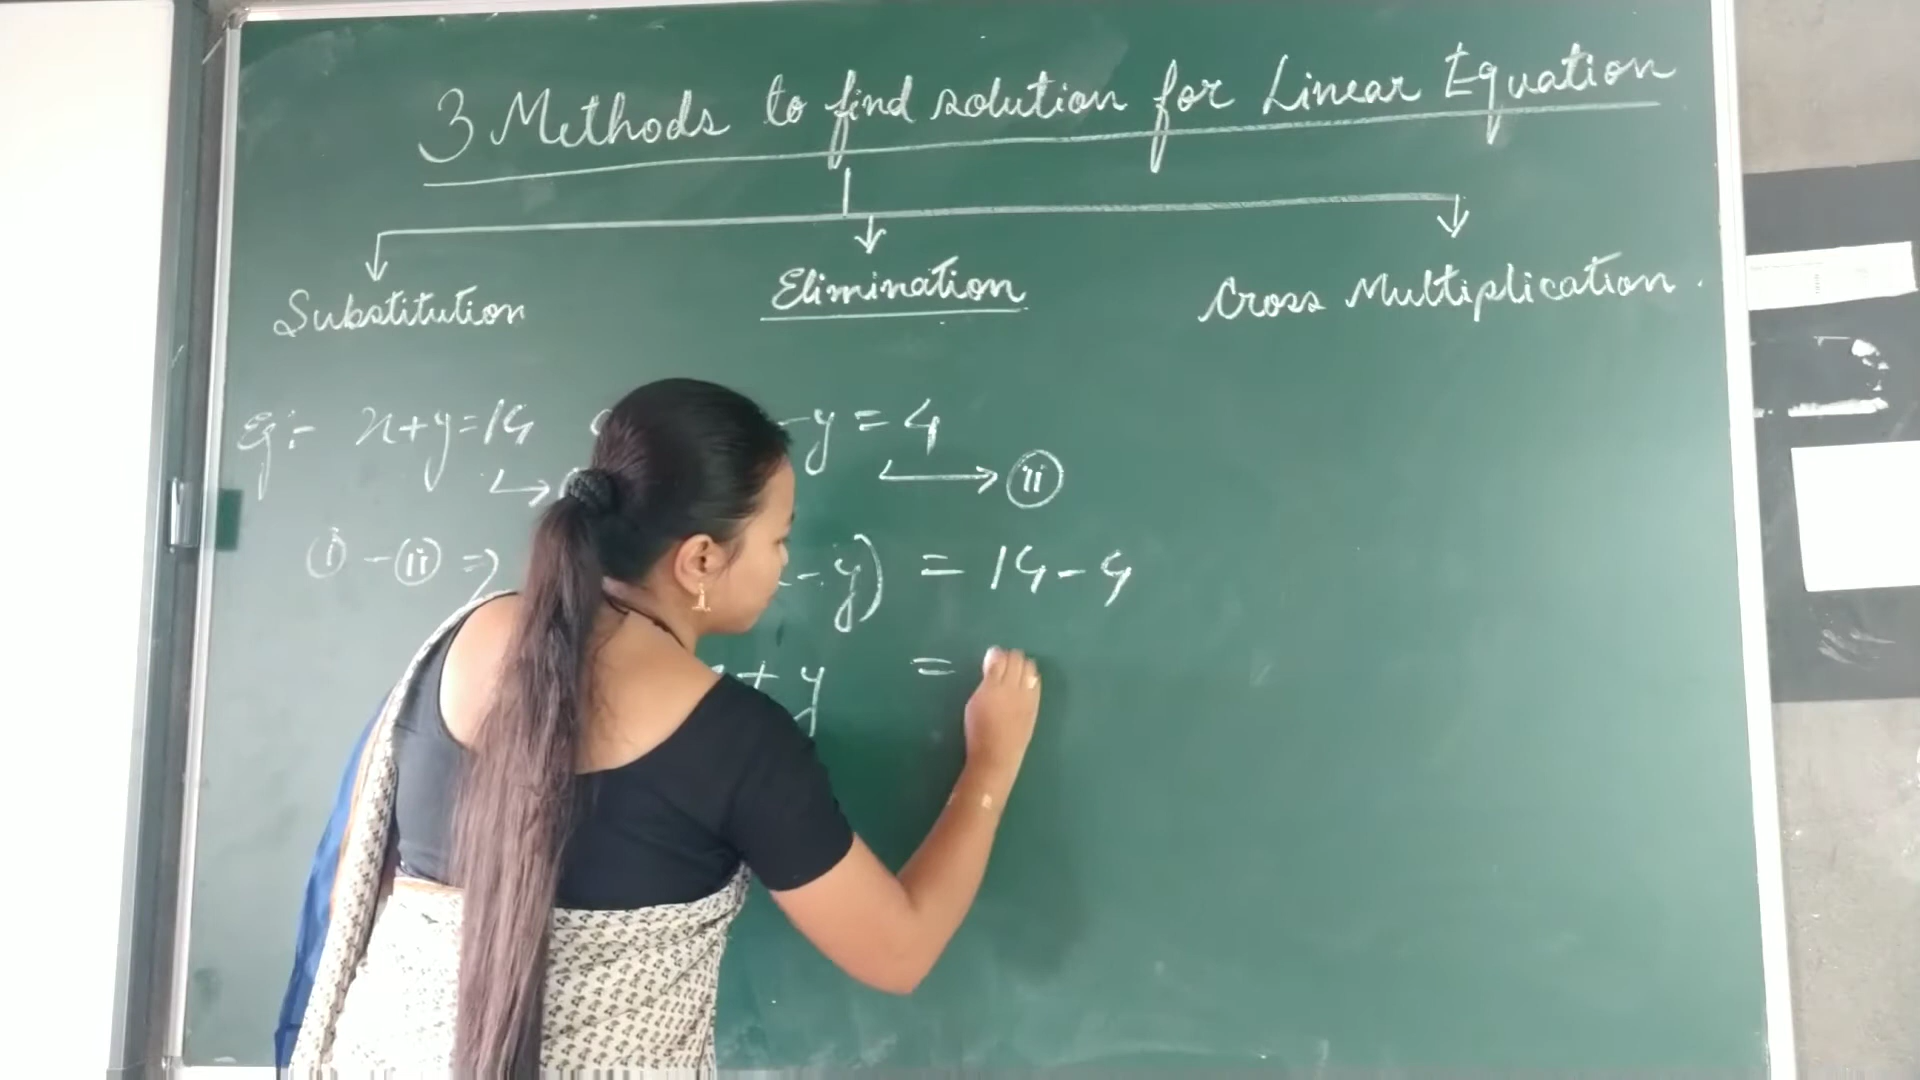 3 Methods to find solution for Linear Equation
Substitution
Elimination
Cross Multiplication.
Eg:- x+y=14 -y=4
(ii)
(i) - (ii) ⇒ -y) = 14-4
+ y =